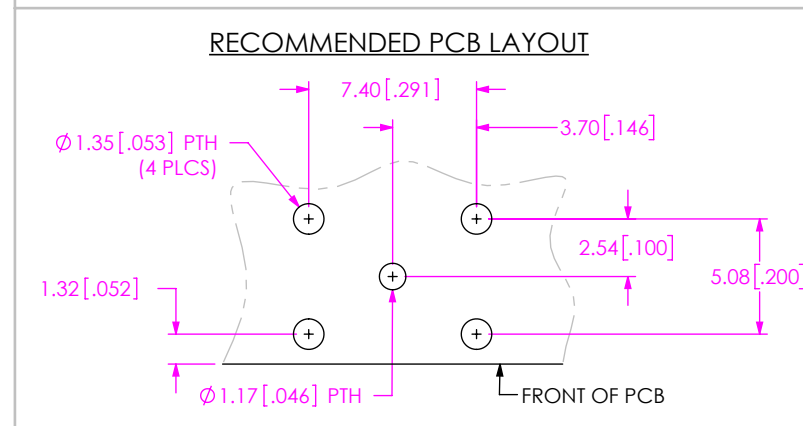 RECOMMENDED PCB LAYOUT
7.40[.291]
3.70[.146]
Ø1.35[.053] PTH
(4 PLCS)
2.54[.100]
5.08[.200]
1.32[.052]
Ø1.17[.046] PTH
FRONT OF PCB